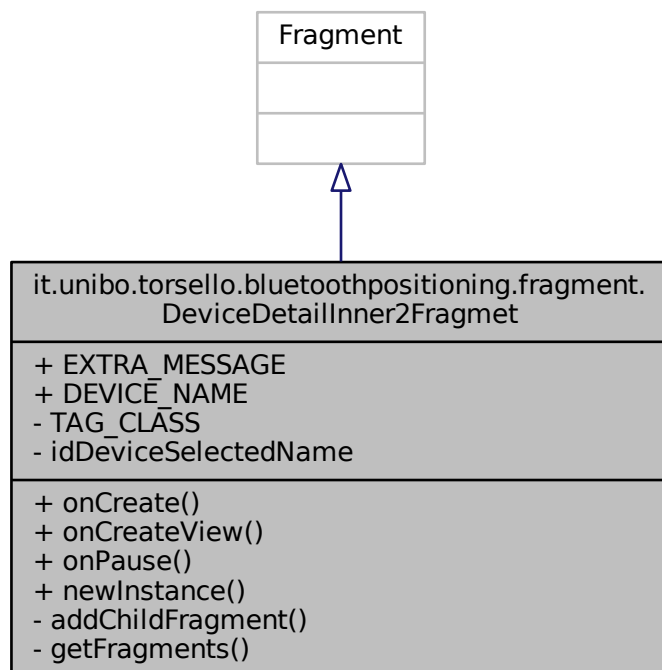 Fragment
it.unibo.torsello.bluetoothpositioning.fragment.
DeviceDetailInner2Fragmet
+ EXTRA_MESSAGE
+ DEVICE_NAME
- TAG_CLASS
- idDeviceSelectedName
+ onCreate()
+ onCreateView()
+ onPause()
+ newInstance()
- addChildFragment()
- getFragments()